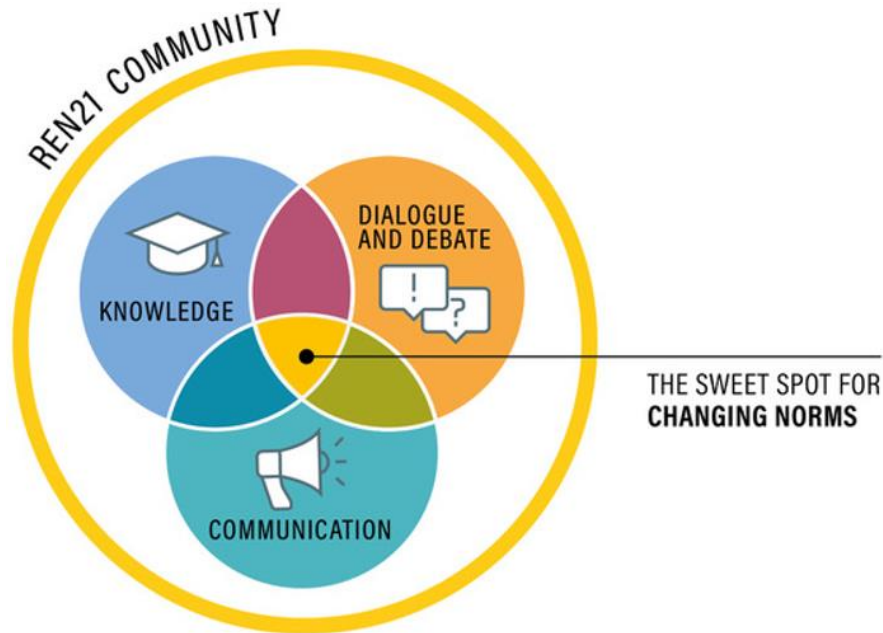 REN21 COMMUNITY
DIALOGUE
AND DEBATE
!
?
KNOWLEDGE
THE SWEET SPOT FOR
CHANGING NORMS
COMMUNICATION